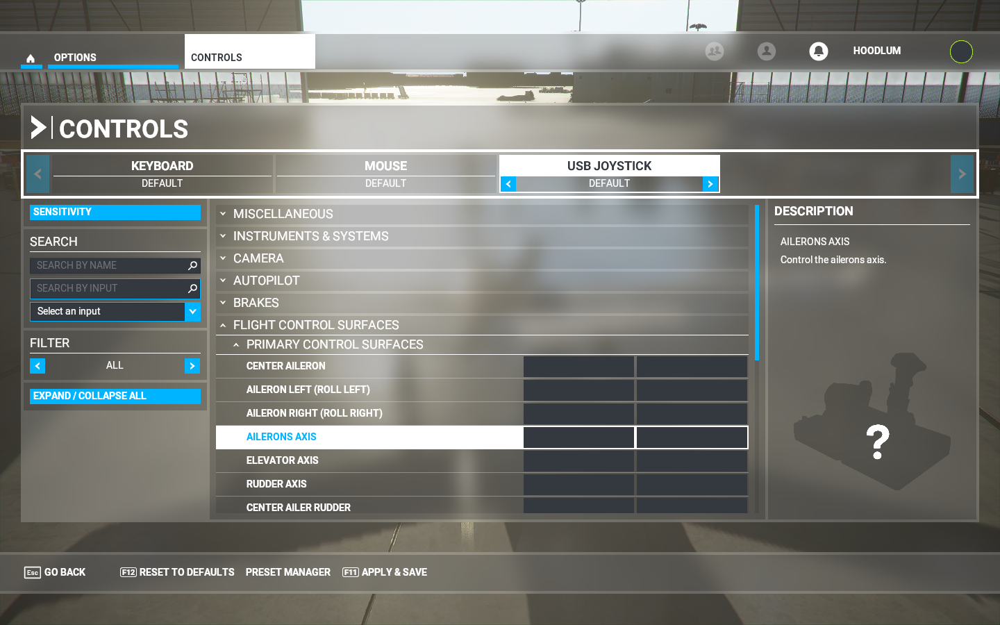 OPTIONS
CONTROLS
HOODLUM
CONTROLS
KEYBOARD
DEFAULT
MOUSE
DEFAULT
USB JOYSTICK
DEFAULT
SENSITIVITY
SEARCH
SEARCH BY NAME
SEARCH BY INPUT
Select an input
FILTER
ALL
EXPAND / COLLAPSE ALL
MISCELLANEOUS
INSTRUMENTS & SYSTEMS
CAMERA
AUTOPILOT
BRAKES
FLIGHT CONTROL SURFACES
PRIMARY CONTROL SURFACES
CENTER AILERON
AILERON LEFT (ROLL LEFT)
AILERON RIGHT (ROLL RIGHT)
AILERONS AXIS
ELEVATOR AXIS
RUDDER AXIS
CENTER AILER RUDDER
DESCRIPTION
AILERONS AXIS
Control the ailerons axis.
?
Esc GO BACK
F12 RESET TO DEFAULTS
PRESET MANAGER
F11 APPLY & SAVE